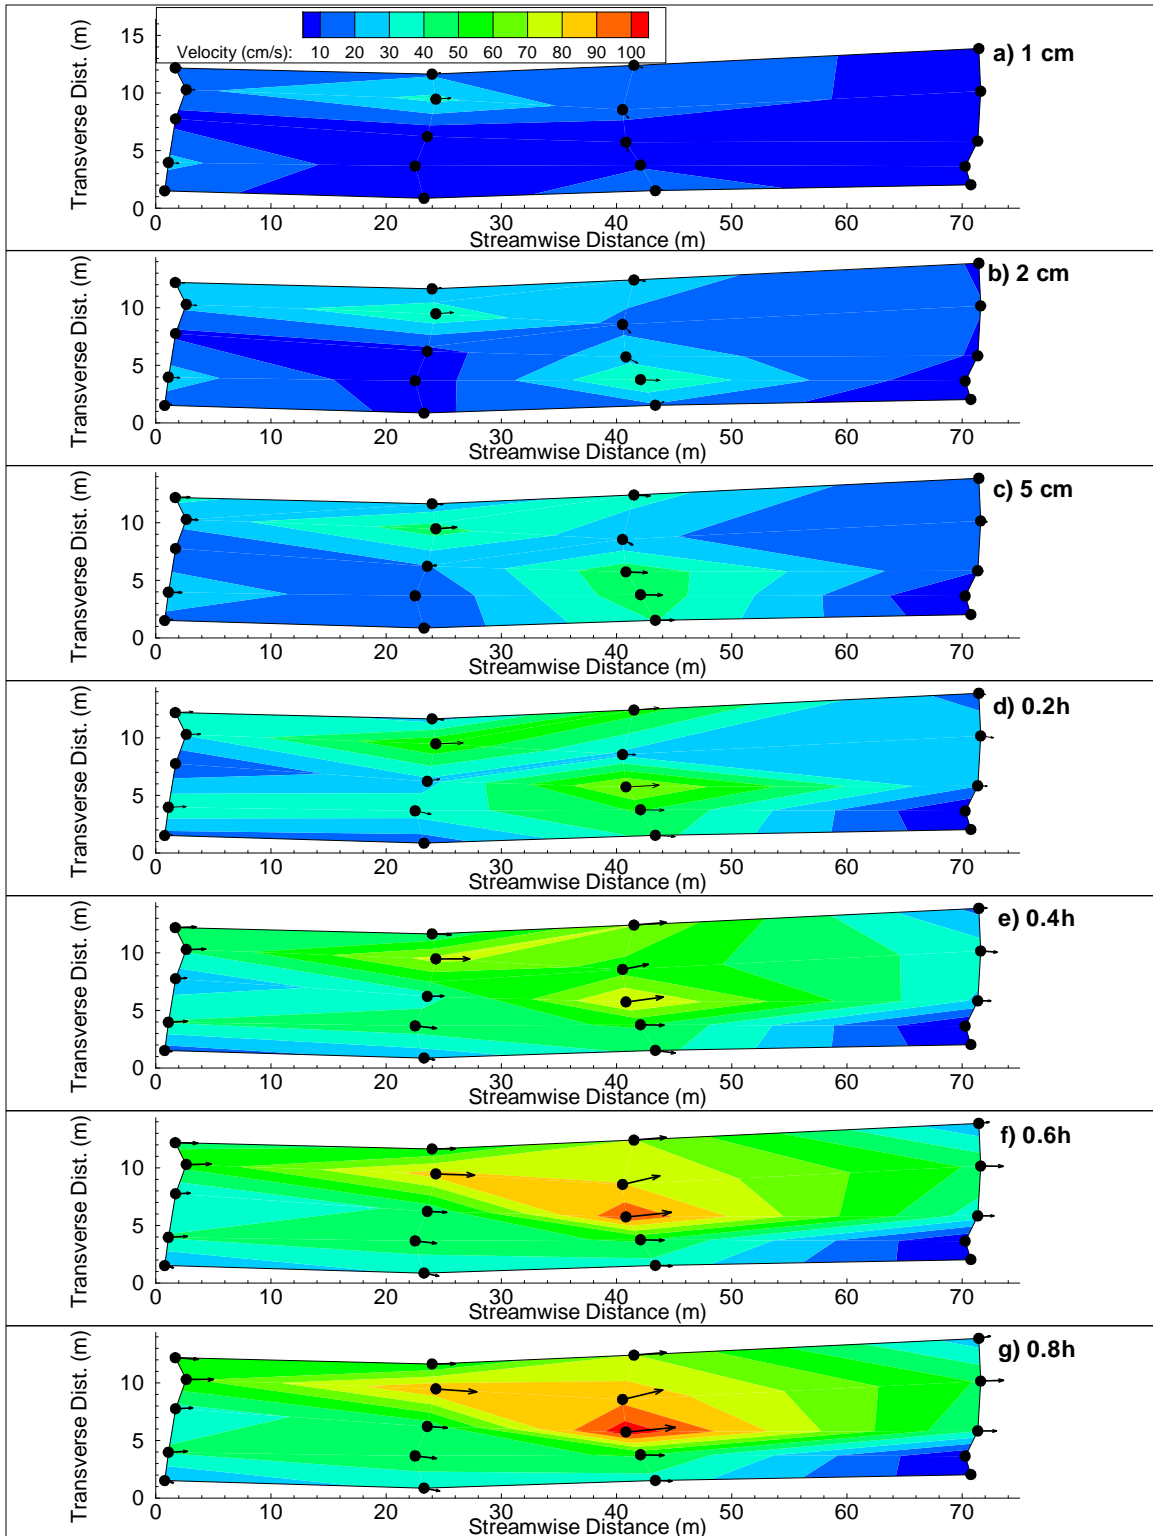 Velocity (cm/s): 10 20 30 40 50 60 70 80 90 100
a) 1 cm
Transverse Dist. (m)
15
10
5
0
0 10 20 30 40 50 60 70
Streamwise Distance (m)
b) 2 cm
Transverse Dist. (m)
10
5
0
0 10 20 30 40 50 60 70
Streamwise Distance (m)
c) 5 cm
Transverse Dist. (m)
10
5
0
0 10 20 30 40 50 60 70
Streamwise Distance (m)
d) 0.2h
Transverse Dist. (m)
10
5
0
0 10 20 30 40 50 60 70
Streamwise Distance (m)
e) 0.4h
Transverse Dist. (m)
10
5
0
0 10 20 30 40 50 60 70
Streamwise Distance (m)
f) 0.6h
Transverse Dist. (m)
10
5
0
0 10 20 30 40 50 60 70
Streamwise Distance (m)
g) 0.8h
Transverse Dist. (m)
10
5
0
0 10 20 30 40 50 60 70
Streamwise Distance (m)